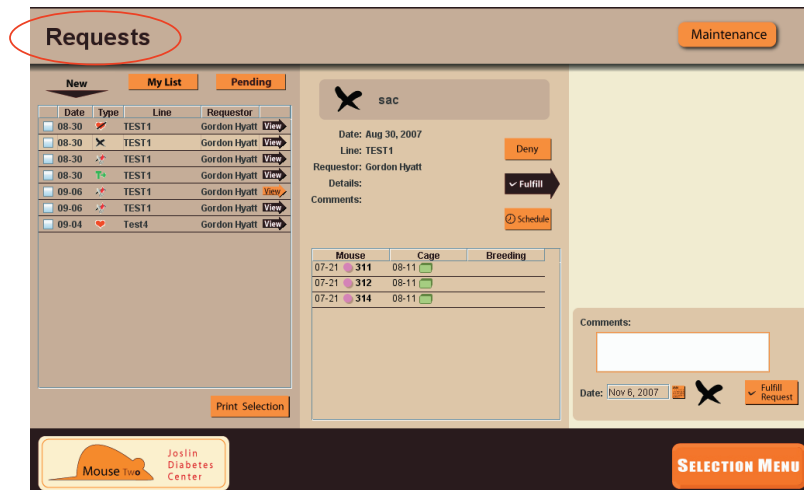 Requests
Maintenance
New My List Pending
Date Type Line Requestor
08-30 TEST1 Gordon Hyatt View
08-30 TEST1 Gordon Hyatt View
08-30 TEST1 Gordon Hyatt View
08-30 T+ TEST1 Gordon Hyatt View
09-06 TEST1 Gordon Hyatt View
09-06 TEST1 Gordon Hyatt View
09-04 Test4 Gordon Hyatt View
Print Selection
sac
Date: Aug 30, 2007
Line: TEST1
Requestor: Gordon Hyatt
Details:
Comments:
Deny
Fulfill
Schedule
Mouse Cage Breeding
07-21 311 08-11
07-21 312 08-11
07-21 314 08-11
Comments:
Date: Nov 6, 2007
Fulfill
Request
Mouse Two
Joslin
Diabetes
Center
SELECTION MENU